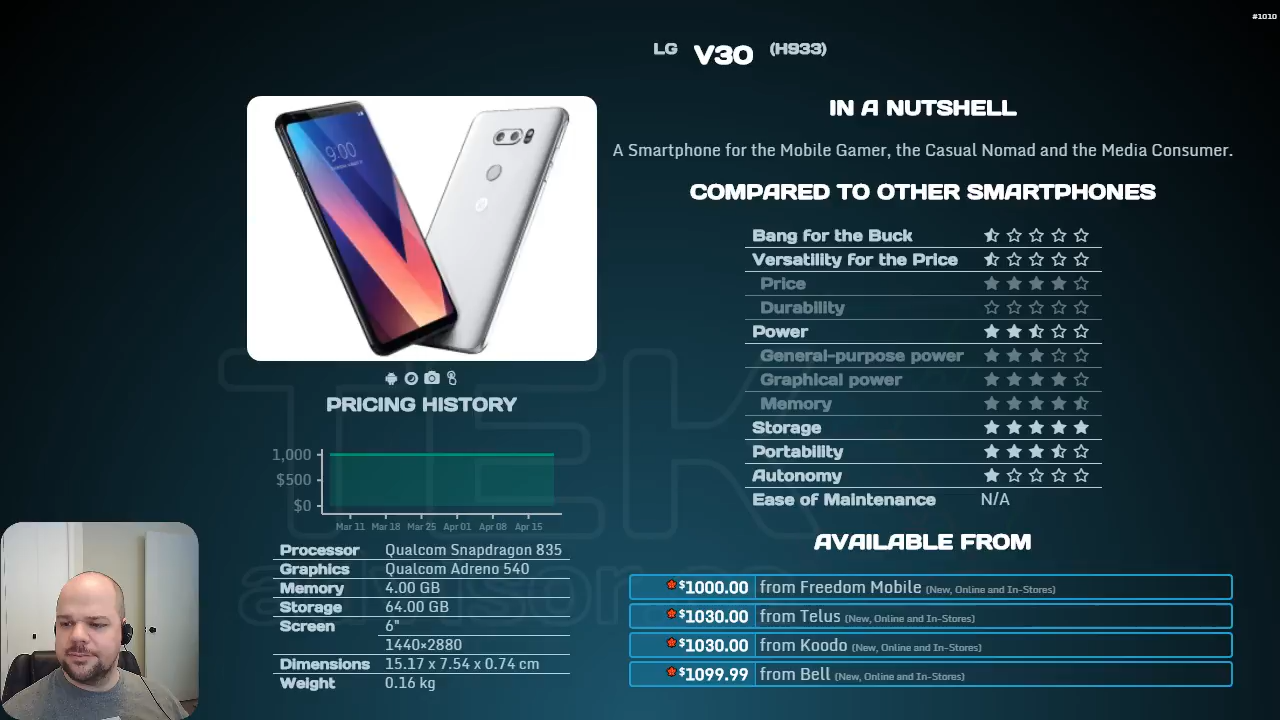 #1010
LG V30 (H933)
9:00
IN A NUTSHELL
A Smartphone for the Mobile Gamer, the Casual Nomad and the Media Consumer.
COMPARED TO OTHER SMARTPHONES
Bang for the Buck
Versatility for the Price
Price
Durability
Power
General-purpose power
Graphical power
Memory
Storage
Portability
Autonomy
Ease of Maintenance N/A
PRICING HISTORY
1,000
$500
$0
Mar 11 Mar 18 Mar 25 Apr 01 Apr 08 Apr 15
Processor Qualcom Snapdragon 835
Graphics Qualcom Adreno 540
Memory 4.00 GB
Storage 64.00 GB
Screen 6"
1440×2880
Dimensions 15.17 x 7.54 x 0.74 cm
Weight 0.16 kg
AVAILABLE FROM
$1000.00 from Freedom Mobile (New, Online and In-Stores)
$1030.00 from Telus (New, Online and In-Stores)
$1030.00 from Koodo (New, Online and In-Stores)
$1099.99 from Bell (New, Online and In-Stores)